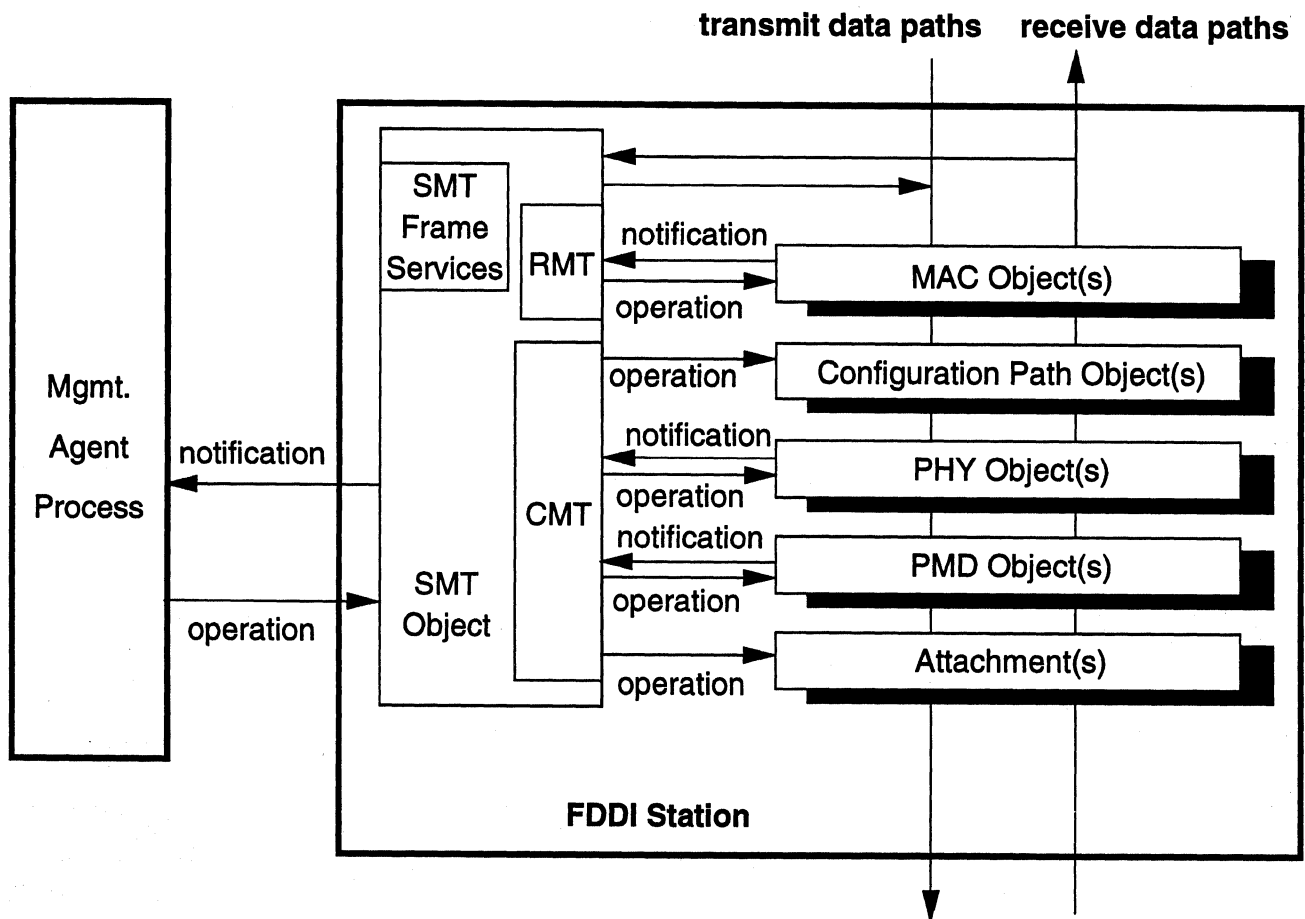 transmit data paths
receive data paths
SMT
Frame
Services
RMT
notification
operation
MAC Object(s)
operation
Configuration Path Object(s)
Mgmt.
Agent
Process
notification
operation
CMT
notification
operation
PHY Object(s)
notification
operation
PMD Object(s)
SMT
Object
operation
Attachment(s)
FDDI Station